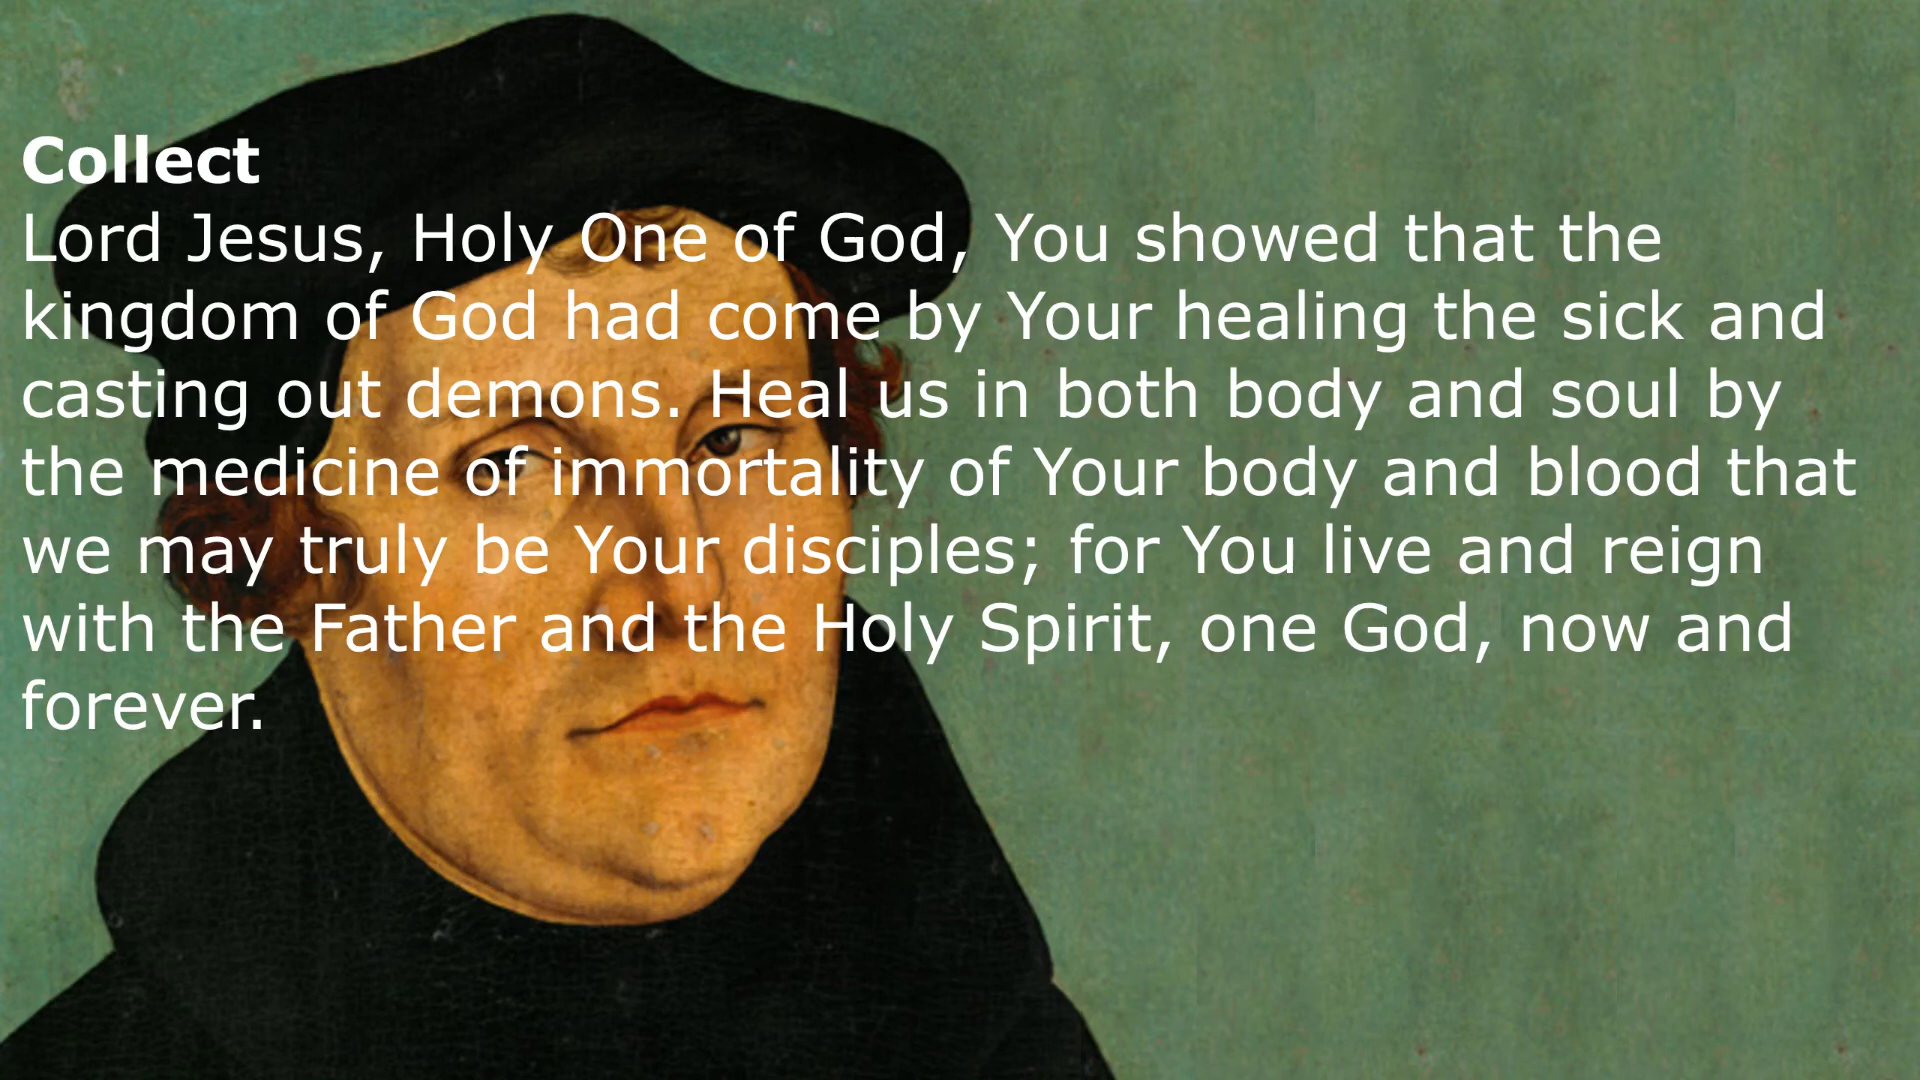 Collect
Lord Jesus, Holy One of God, You showed that the
kingdom of God had come by Your healing the sick and
casting out demons. Heal us in both body and soul by
the medicine of immortality of Your body and blood that
we may truly be Your disciples; for You live and reign
with the Father and the Holy Spirit, one God, now and
forever.